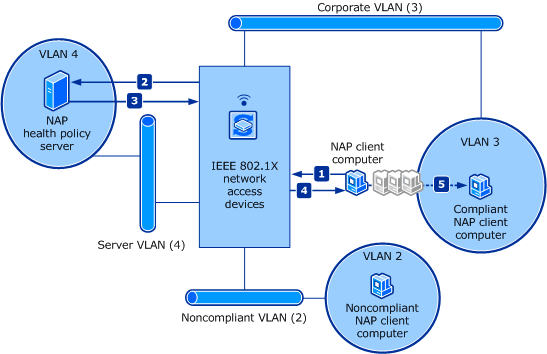 Corporate VLAN (3)
VLAN 4
NAP
health policy
server
2
3
IEEE 802.1X
network
access
devices
NAP client
computer
1
4
5
VLAN 3
Compliant
NAP client
computer
Server VLAN (4)
VLAN 2
Noncompliant
NAP client
computer
Noncompliant VLAN (2)